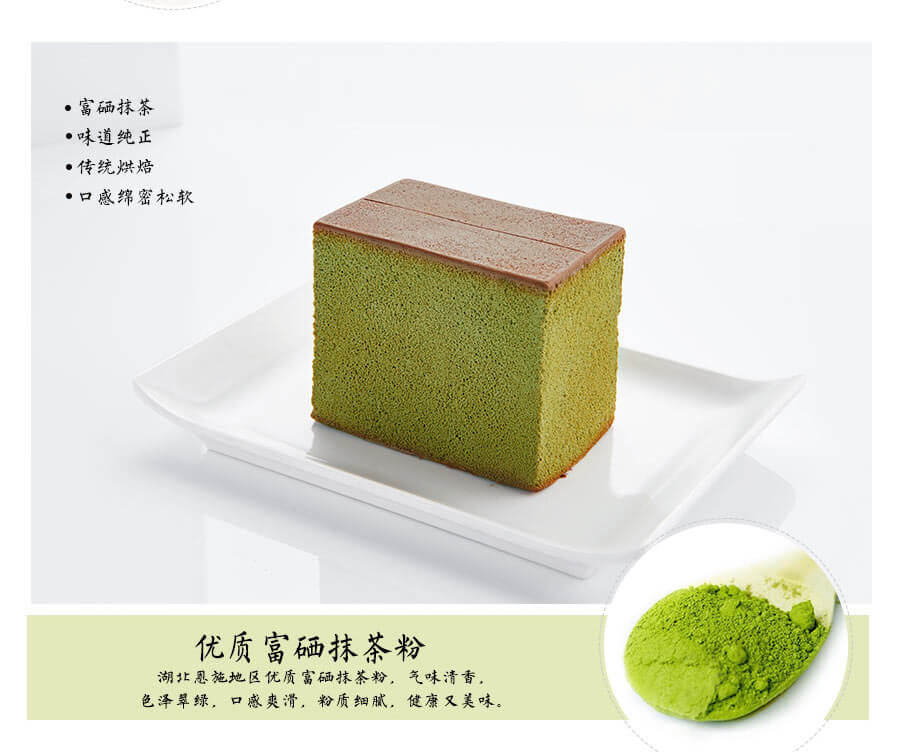 • 富硒抹茶
• 味道纯正
• 传统烘焙
• 口感绵密松软
优质富硒抹茶粉
湖北恩施地区优质富硒抹茶粉，气味清香，
色泽翠绿，口感爽滑，粉质细腻，健康又美味。